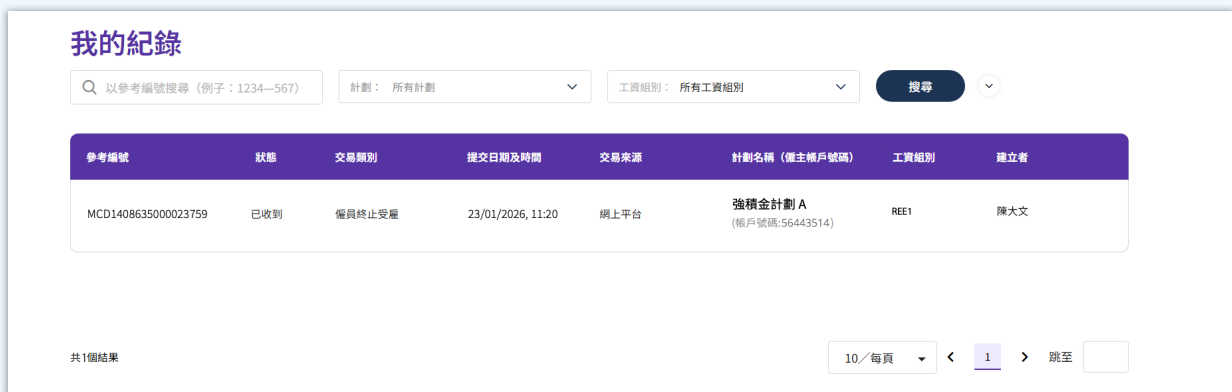 我的紀錄
以參考編號搜尋（例子：1234—567）
計劃： 所有計劃
工資組別： 所有工資組別
搜尋
參考編號 狀態 交易類別 提交日期及時間 交易來源 計劃名稱（僱主帳戶號碼） 工資組別 建立者
MCD1408635000023759 已收到 僱員終止受雇 23/01/2026, 11:20 網上平台 強積金計劃 A REE1 陳大文
(帳戶號碼:56443514)
共1個結果
10／每頁 1 跳至